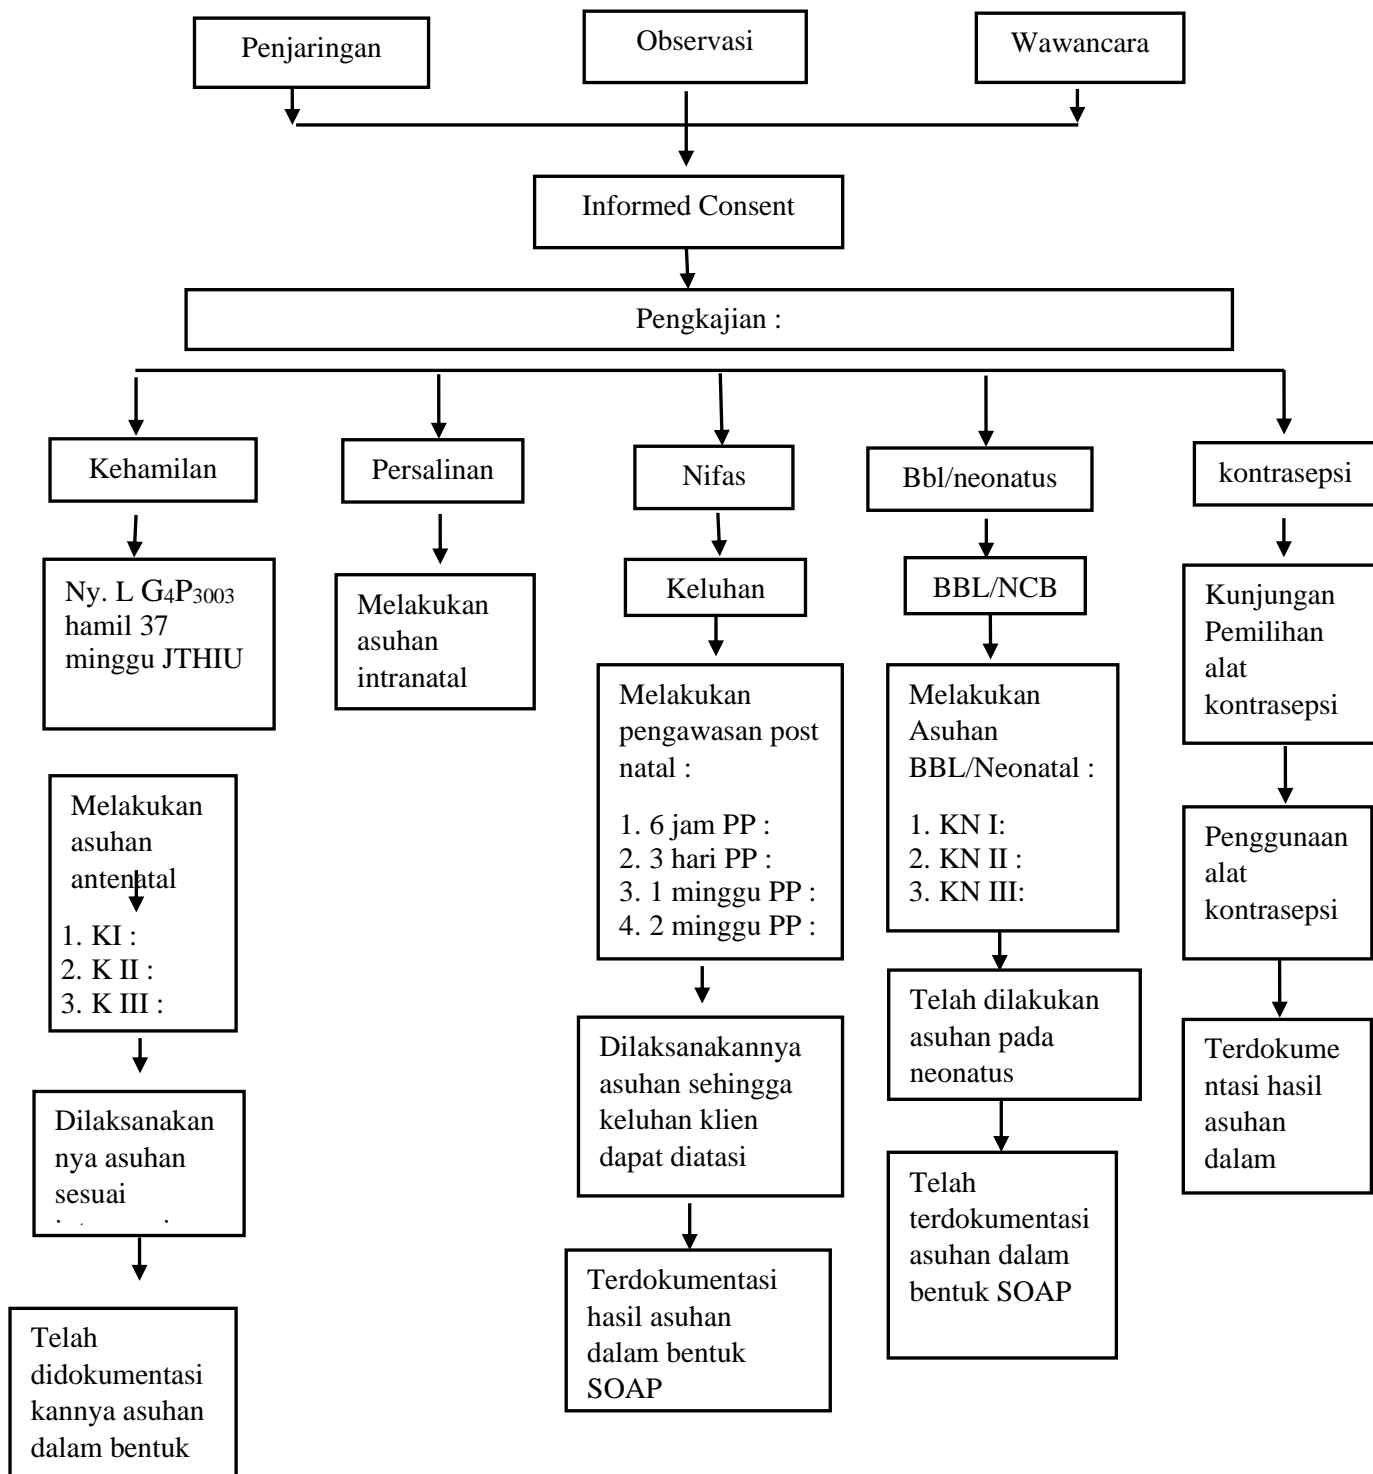 Penjaringan
Observasi
Wawancara
Informed Consent
Pengkajian :
Kehamilan
Persalinan
Nifas
Bbl/neonatus
kontrasepsi
Ny. L G₄P₃₀₀₃
hamil 37
minggu JTHIU
Melakukan
asuhan
antenatal
1. KI :
2. K II :
3. K III :
Dilaksanakan
nya asuhan
sesuai
Telah
didokumentasi
kannya asuhan
dalam bentuk
Melakukan
asuhan
intranatal
Keluhan
Melakukan
pengawasan post
natal :
1. 6 jam PP :
2. 3 hari PP :
3. 1 minggu PP :
4. 2 minggu PP :
Dilaksanakannya
asuhan sehingga
keluhan klien
dapat diatasi
Terdokumentasi
hasil asuhan
dalam bentuk
SOAP
BBL/NCB
Melakukan
Asuhan
BBL/Neonatal :
1. KN I:
2. KN II :
3. KN III:
Telah dilakukan
asuhan pada
neonatus
Telah
terdokumentasi
asuhan dalam
bentuk SOAP
Kunjungan
Pemilihan
alat
kontrasepsi
Penggunaan
alat
kontrasepsi
Terdokume
ntasi hasil
asuhan
dalam